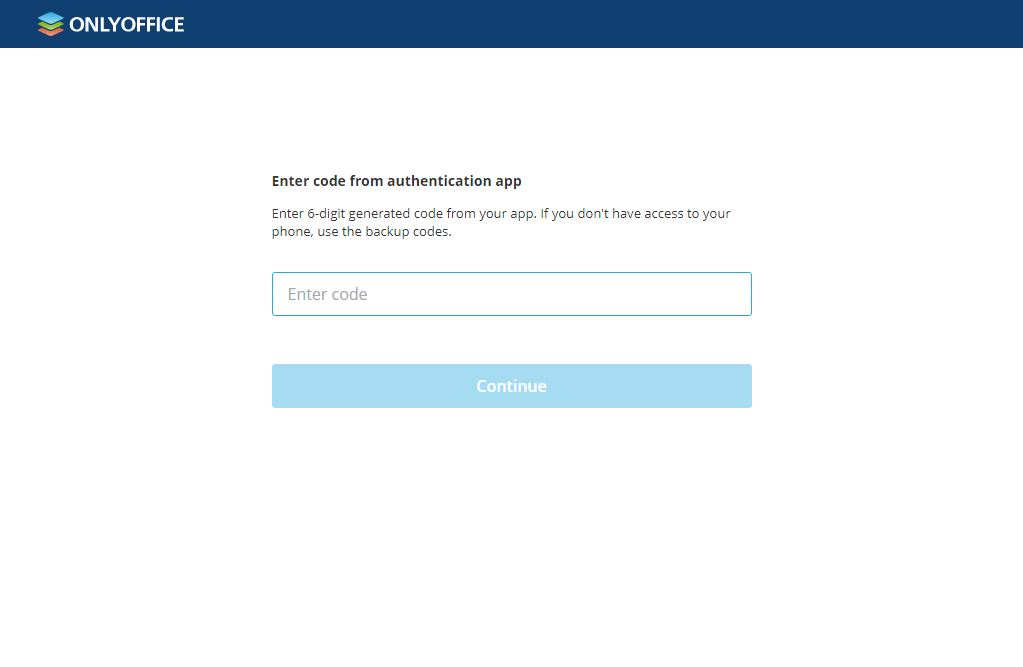 ONLYOFFICE
Enter code from authentication app
Enter 6-digit generated code from your app. If you don't have access to your
phone, use the backup codes.
Enter code
Continue